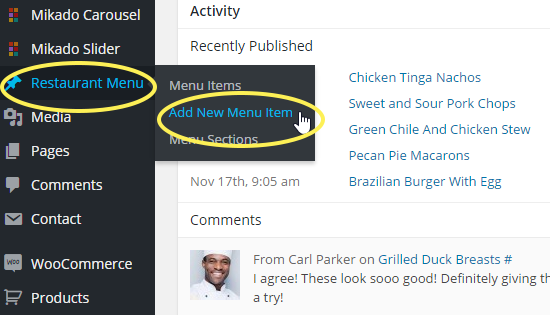 Mikado Carousel
Mikado Slider
Restaurant Menu
Media
Pages
Comments
Contact
WOO
WooCommerce
Products
Menu Items
Add New Menu Item
Menu Sections
Activity
Recently Published
Chicken Tinga Nachos
Sweet and Sour Pork Chops
Green Chile And Chicken Stew
Pecan Pie Macarons
Nov 17th, 9:05 am Brazilian Burger With Egg
Comments
From Carl Parker on Grilled Duck Breasts #
I agree! These look sooo good! Definitely giving th
a try!